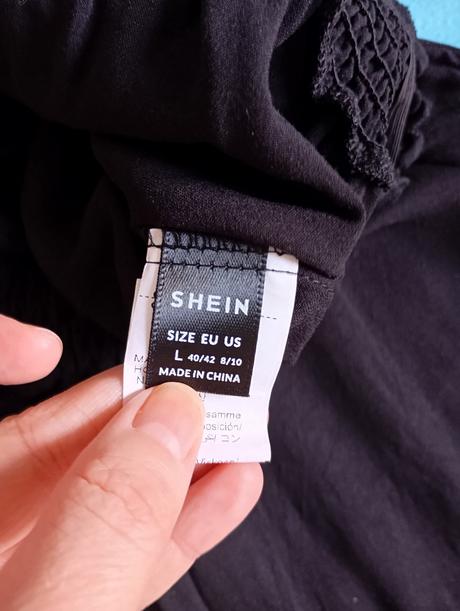 SHEIN
SIZE EU US
L 40/42 8/10
MADE IN CHINA
samme
posición/